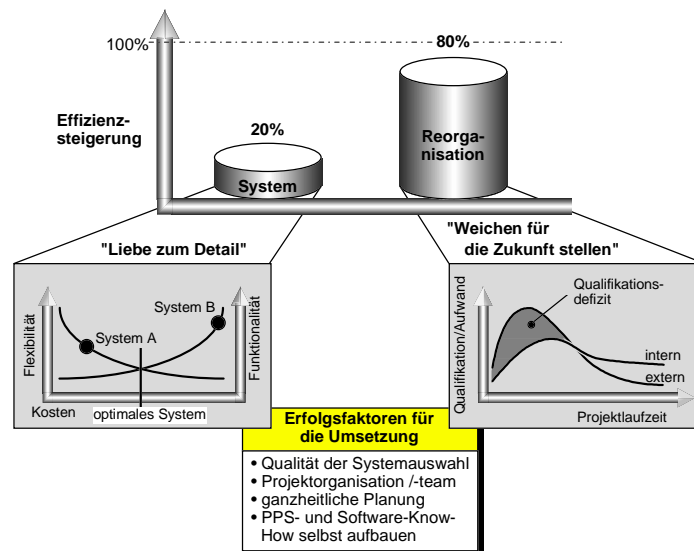 100%
80%
Effizienz-
steigerung
20%
Reorga-
nisation
System
"Liebe zum Detail"
"Weichen für
die Zukunft stellen"
Flexibilität
System B
System A
Funktionalität
Kosten
optimales System
Qualifikation/Aufwand
Qualifikations-
defizit
intern
extern
Projektlaufzeit
Erfolgsfaktoren für
die Umsetzung
• Qualität der Systemauswahl
• Projektorganisation /-team
• ganzheitliche Planung
• PPS- und Software-Know-
How selbst aufbauen